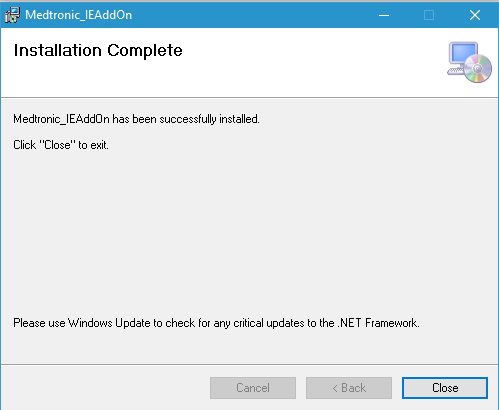 Medtronic_IEAddOn
Installation Complete
Medtronic_IEAddOn has been successfully installed.
Click "Close" to exit.
Please use Windows Update to check for any critical updates to the .NET Framework.
Cancel
< Back
Close